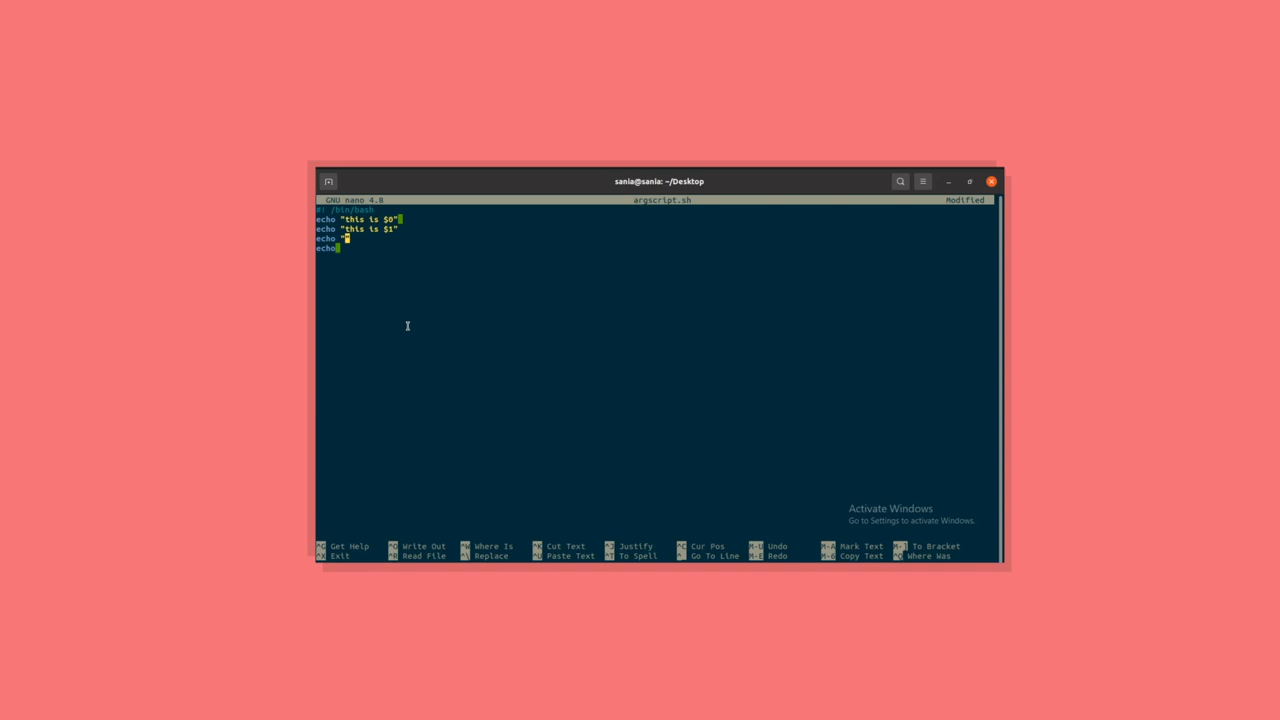 sania@sania: ~/Desktop
GNU nano 4.8 argscript.sh Modified
#! /bin/bash
echo "this is $0"
echo "this is $1"
echo ""
echo
Activate Windows
Go to Settings to activate Windows.
^G Get Help ^O Write Out ^W Where Is ^K Cut Text ^J Justify ^C Cur Pos M-U Undo M-A Mark Text M-] To Bracket
^X Exit ^R Read File ^\ Replace ^U Paste Text ^T To Spell ^_ Go To Line M-E Redo M-6 Copy Text ^Q Where Was